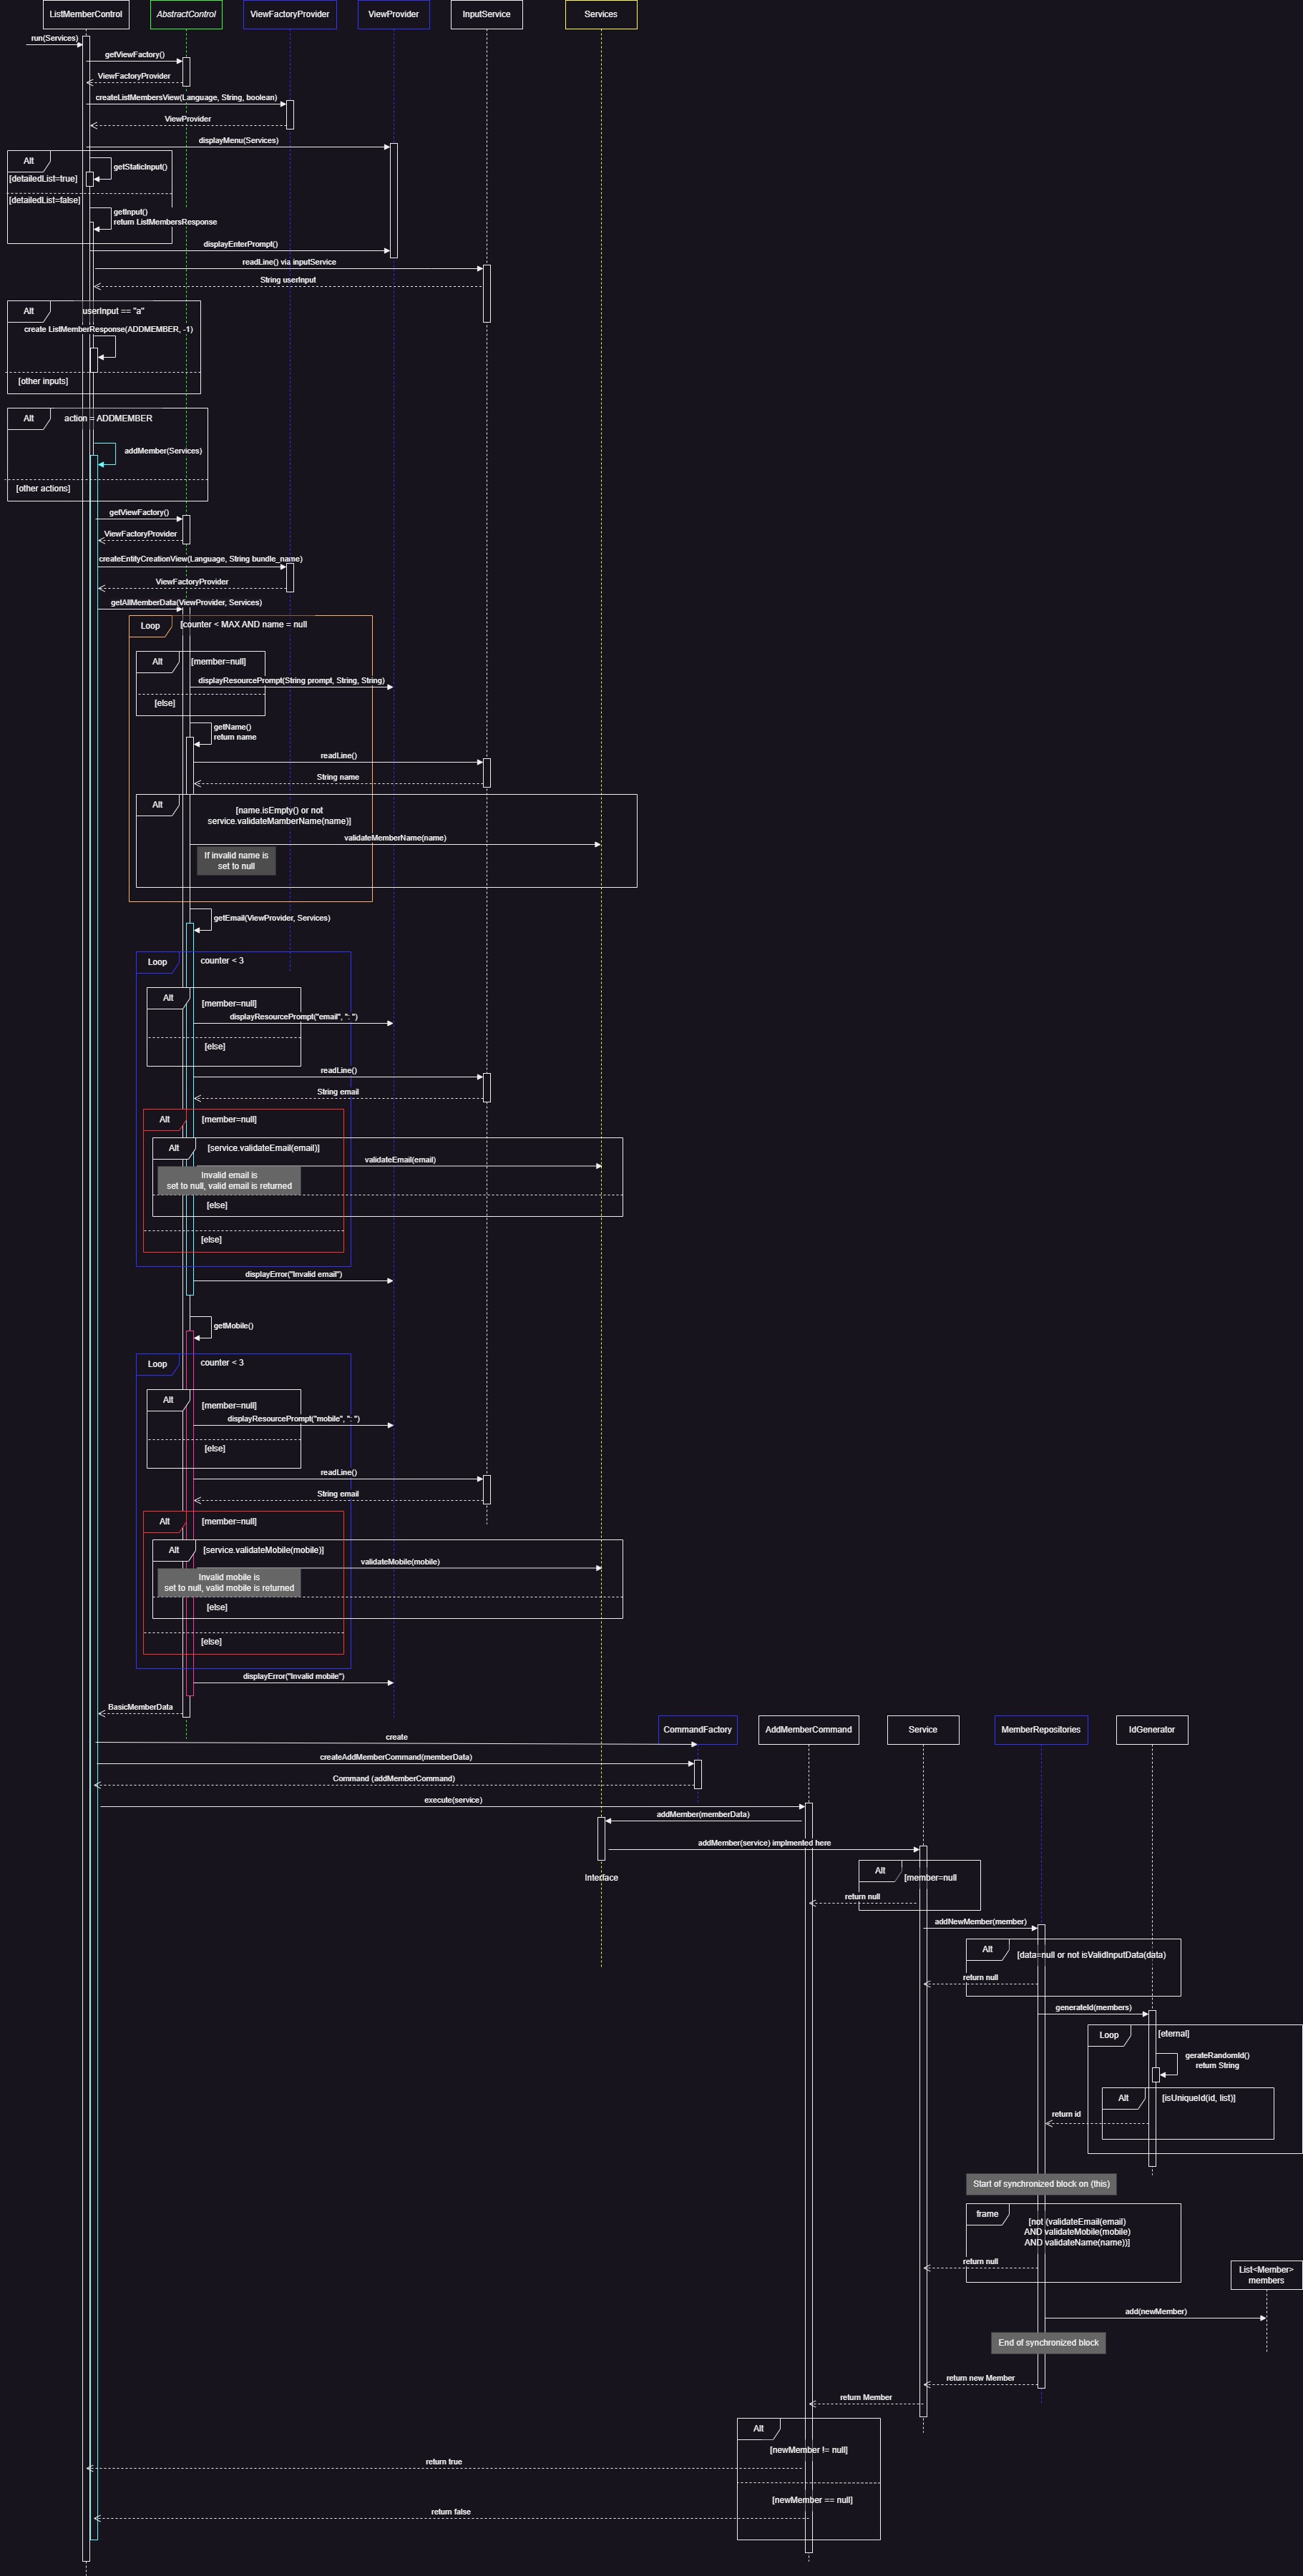 ListMemberControl
AbstractControl
ViewFactoryProvider
ViewProvider
InputService
Services
run(Services)
getViewFactory()
ViewFactoryProvider
createListMembersView(Language, String, boolean)
ViewProvider
displayMenu(Services)
Alt
getStaticInput()
[detailedList=true]
[detailedList=false]
getInput()
return ListMembersResponse
displayEnterPrompt()
readLine() via inputService
String userInput
Alt
userInput == "a"
create ListMemberResponse(ADDMEMBER, -1)
[other inputs]
Alt
action = ADDMEMBER
addMember(Services)
[other actions]
getViewFactory()
ViewFactoryProvider
createEntityCreationView(Language, String bundle_name)
ViewFactoryProvider
getAllMemberData(ViewProvider, Services)
Loop
[counter < MAX AND name = null
Alt
[member=null]
displayResourcePrompt(String prompt, String, String)
[else]
getName()
return name
readLine()
String name
Alt
[name.isEmpty() or not
service.validateMamberName(name)]
validateMemberName(name)
If invalid name is
set to null
getEmail(ViewProvider, Services)
Loop
counter < 3
Alt
[member=null]
displayResourcePrompt("email", ": ")
[else]
readLine()
String email
Alt
[member=null]
Alt
[service.validateEmail(email)]
validateEmail(email)
Invalid email is
set to null, valid email is returned
[else]
[else]
displayError("Invalid email")
getMobile()
Loop
counter < 3
Alt
[member=null]
displayResourcePrompt("mobile", ": ")
[else]
readLine()
String email
Alt
[member=null]
Alt
[service.validateMobile(mobile)]
validateMobile(mobile)
Invalid mobile is
set to null, valid mobile is returned
[else]
[else]
displayError("Invalid mobile")
BasicMemberData
CommandFactory
AddMemberCommand
Service
MemberRepositories
IdGenerator
create
createAddMemberCommand(memberData)
Command (addMemberCommand)
execute(service)
addMember(memberData)
addMember(service) implmented here
Interface
Alt
[member=null
return null
addNewMember(member)
Alt
[data=null or not isValidInputData(data)
return null
generateId(members)
Loop
[eternal]
gerateRandomId()
return String
Alt
[isUniqueId(id, list)]
return id
Start of synchronized block on (this)
frame
[not (validateEmail(email)
AND validateMobile(mobile)
AND validateName(name))]
return null
List<Member>
members
add(newMember)
End of synchronized block
return new Member
return Member
Alt
[newMember != null]
return true
[newMember == null]
return false